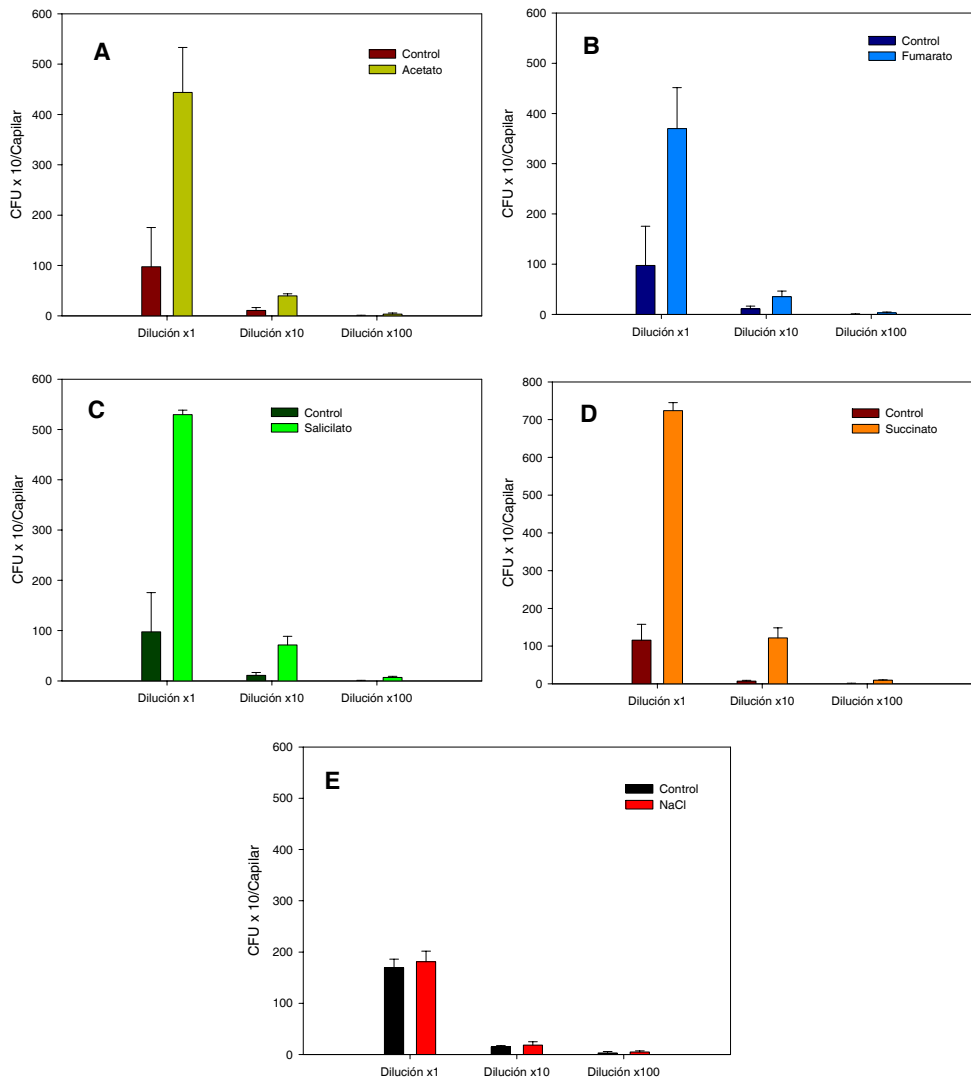 A
Control
Acetato
CFU x 10/Capilar
600
500
400
300
200
100
0
Dilución x1
Dilución x10
Dilución x100
B
Control
Fumarato
CFU x 10/Capilar
600
500
400
300
200
100
0
Dilución x1
Dilución x10
Dilución x100
C
Control
Salicilato
CFU x 10/Capilar
600
500
400
300
200
100
0
Dilución x1
Dilución x10
Dilución x100
D
Control
Succinato
CFU x 10/Capilar
800
700
600
500
400
300
200
100
0
Dilución x1
Dilución x10
Dilución x100
E
Control
NaCl
CFU x 10/Capilar
600
500
400
300
200
100
0
Dilución x1
Dilución x10
Dilución x100